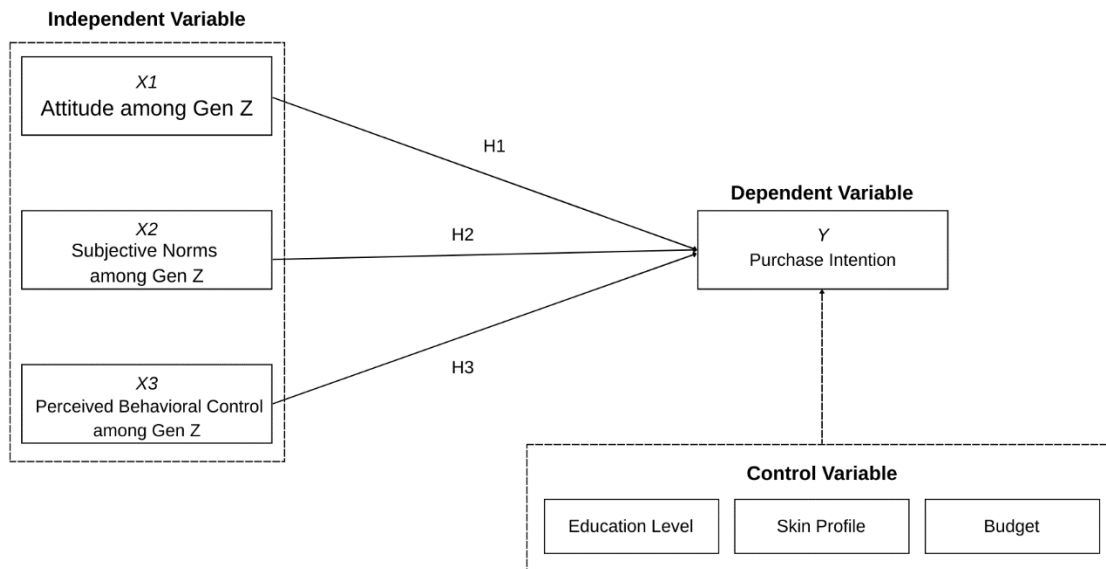 Independent Variable
X1
Attitude among Gen Z
H1
X2
Subjective Norms
among Gen Z
H2
X3
Perceived Behavioral Control
among Gen Z
H3
Dependent Variable
Y
Purchase Intention
Control Variable
Education Level
Skin Profile
Budget